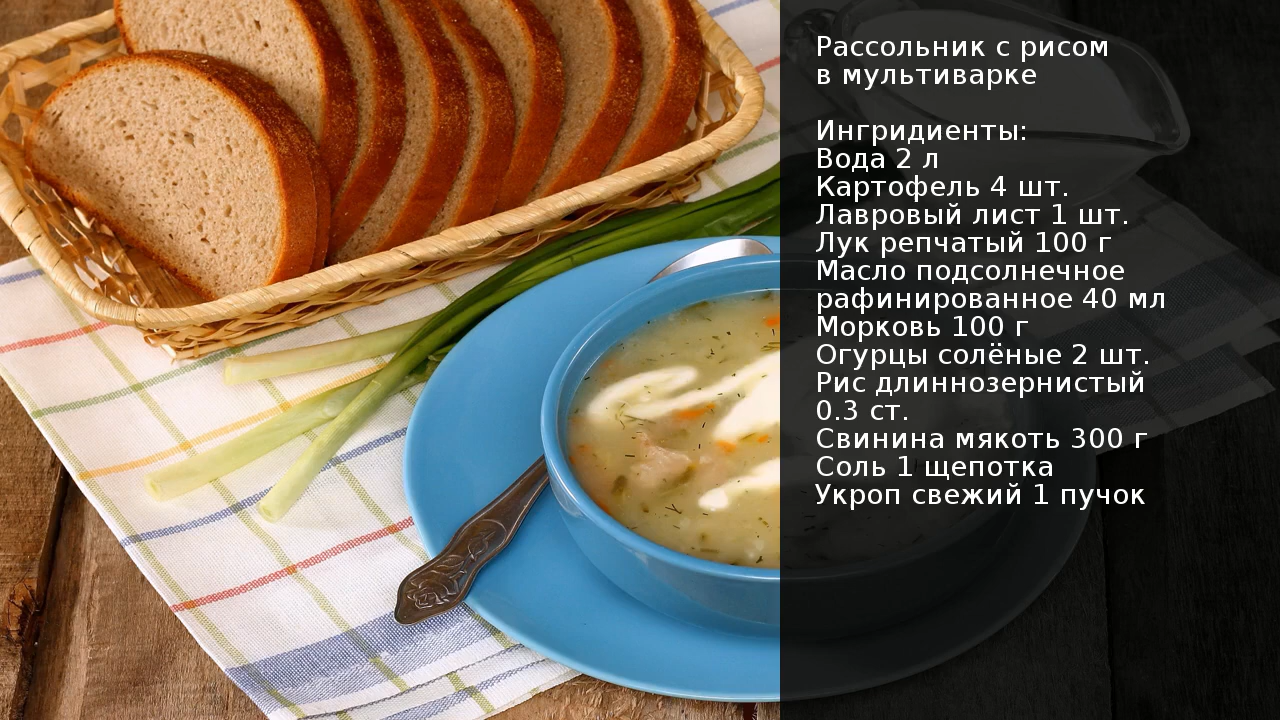 Рассольник с рисом
в мультиварке
Ингридиенты:
Вода 2 л
Картофель 4 шт.
Лавровый лист 1 шт.
Лук репчатый 100 г
Масло подсолнечное
рафинированное 40 мл
Морковь 100 г
Огурцы солёные 2 шт.
Рис длиннозернистый
0.3 ст.
Свинина мякоть 300 г
Соль 1 щепотка
Укроп свежий 1 пучок